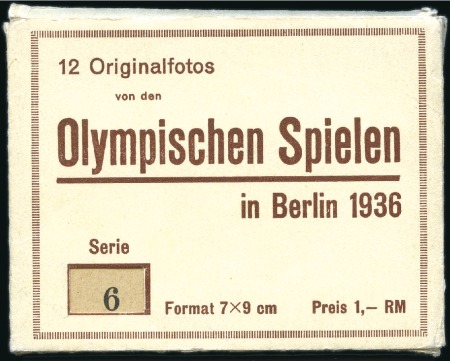 12 Originalfotos
von den
Olympischen Spielen
in Berlin 1936
Serie
6
Format 7×9 cm
Preis 1,– RM